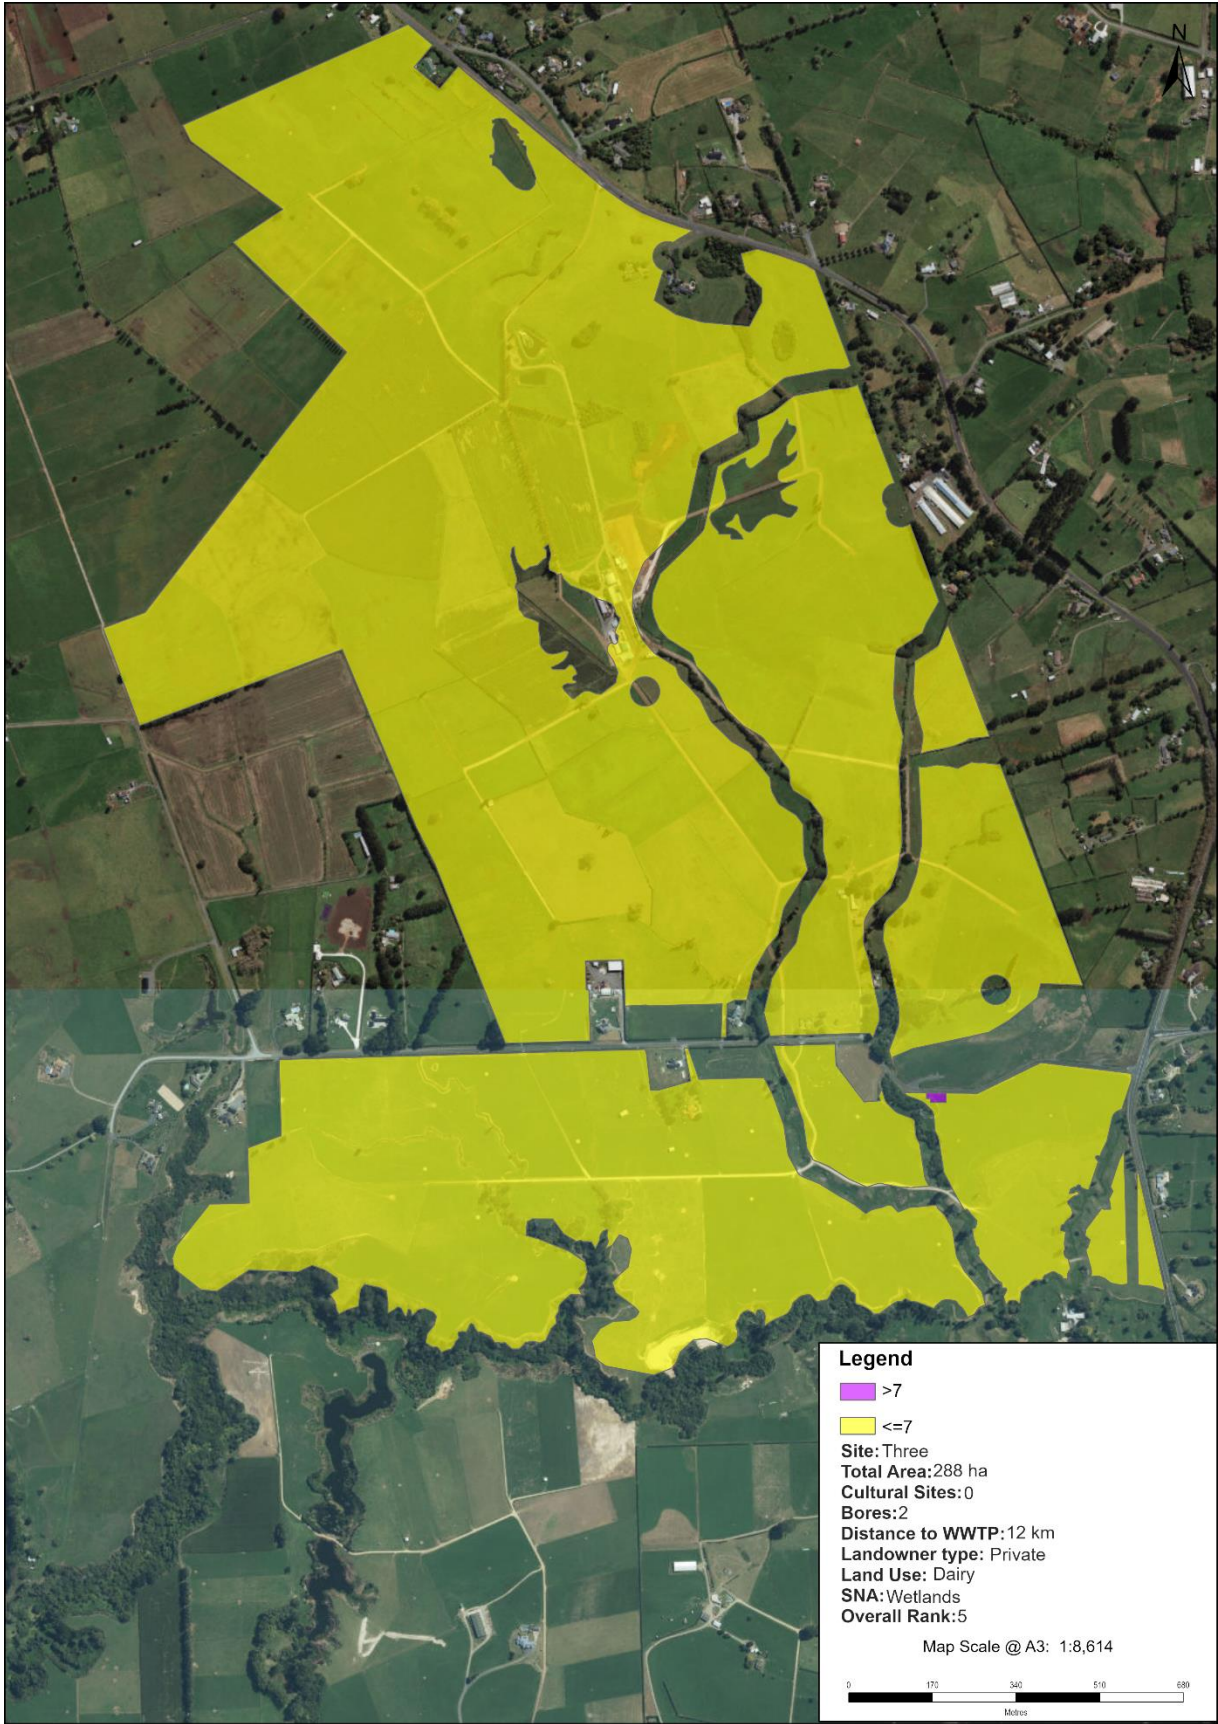 N
Legend
>7
<=7
Site: Three
Total Area: 288 ha
Cultural Sites: 0
Bores: 2
Distance to WWTP: 12 km
Landowner type: Private
Land Use: Dairy
SNA: Wetlands
Overall Rank: 5
Map Scale @ A3: 1:8,614
0 170 340 510 680
Metres